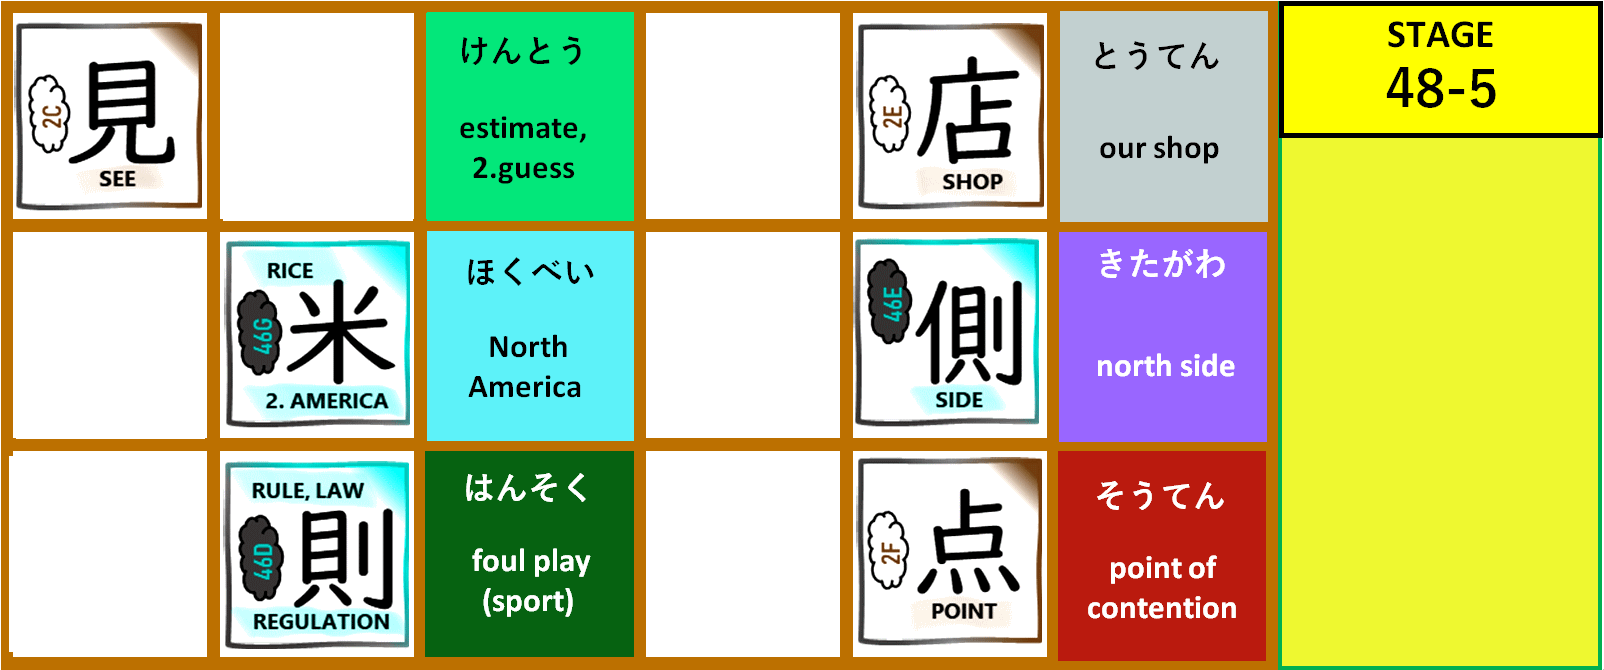 2C
見
SEE
けんとう
estimate,
2.guess
2E
店
SHOP
とうてん
our shop
STAGE
48-5
RICE
46G
米
2. AMERICA
ほくべい
North
America
46E
側
SIDE
きたがわ
north side
RULE, LAW
46D
則
REGULATION
はんそく
foul play
(sport)
2F
点
POINT
そうてん
point of
contention